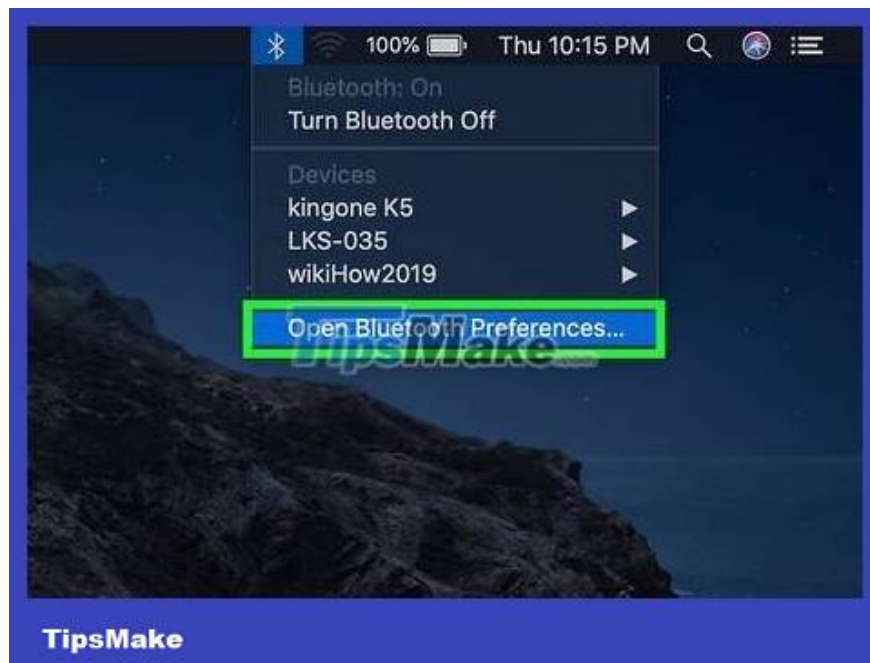 100% Thu 10:15 PM
Bluetooth: On
Turn Bluetooth Off
Devices
kingone K5
LKS-035
wikiHow2019
Open Bluetooth Preferences...
TipsMake.com
TipsMake